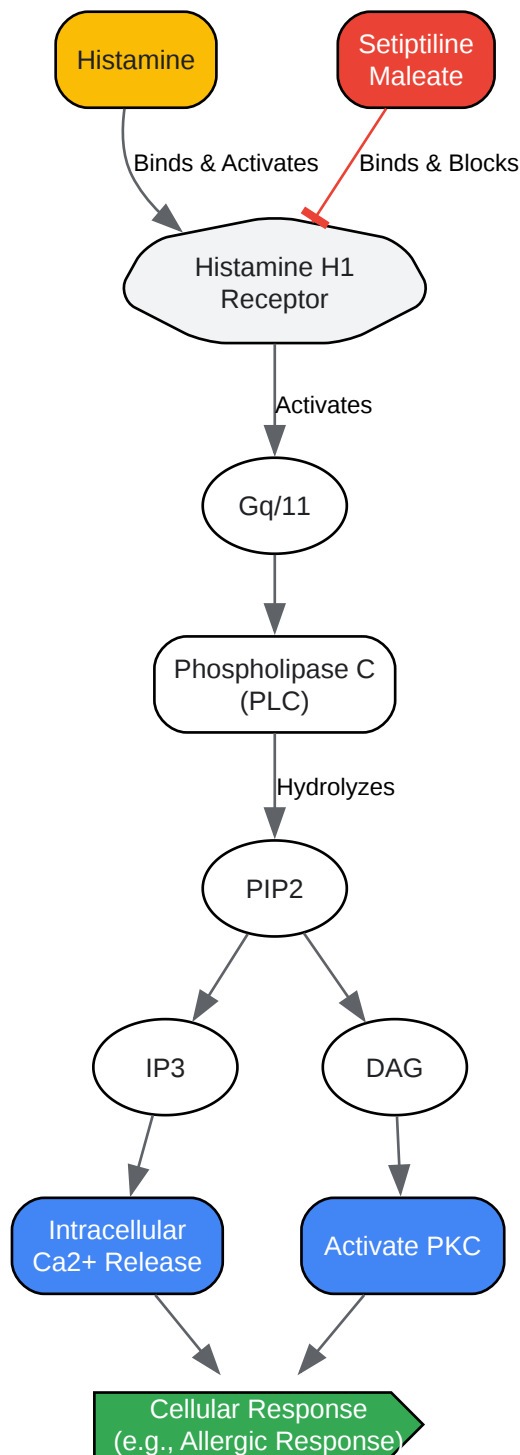 Histamine
Setiptiline
Maleate
Binds & Activates
Binds & Blocks
Histamine H1
Receptor
Activates
Gq/11
Phospholipase C
(PLC)
Hydrolyzes
PIP2
IP3
DAG
Intracellular
Ca2+ Release
Activate PKC
Cellular Response
(e.g., Allergic Response)